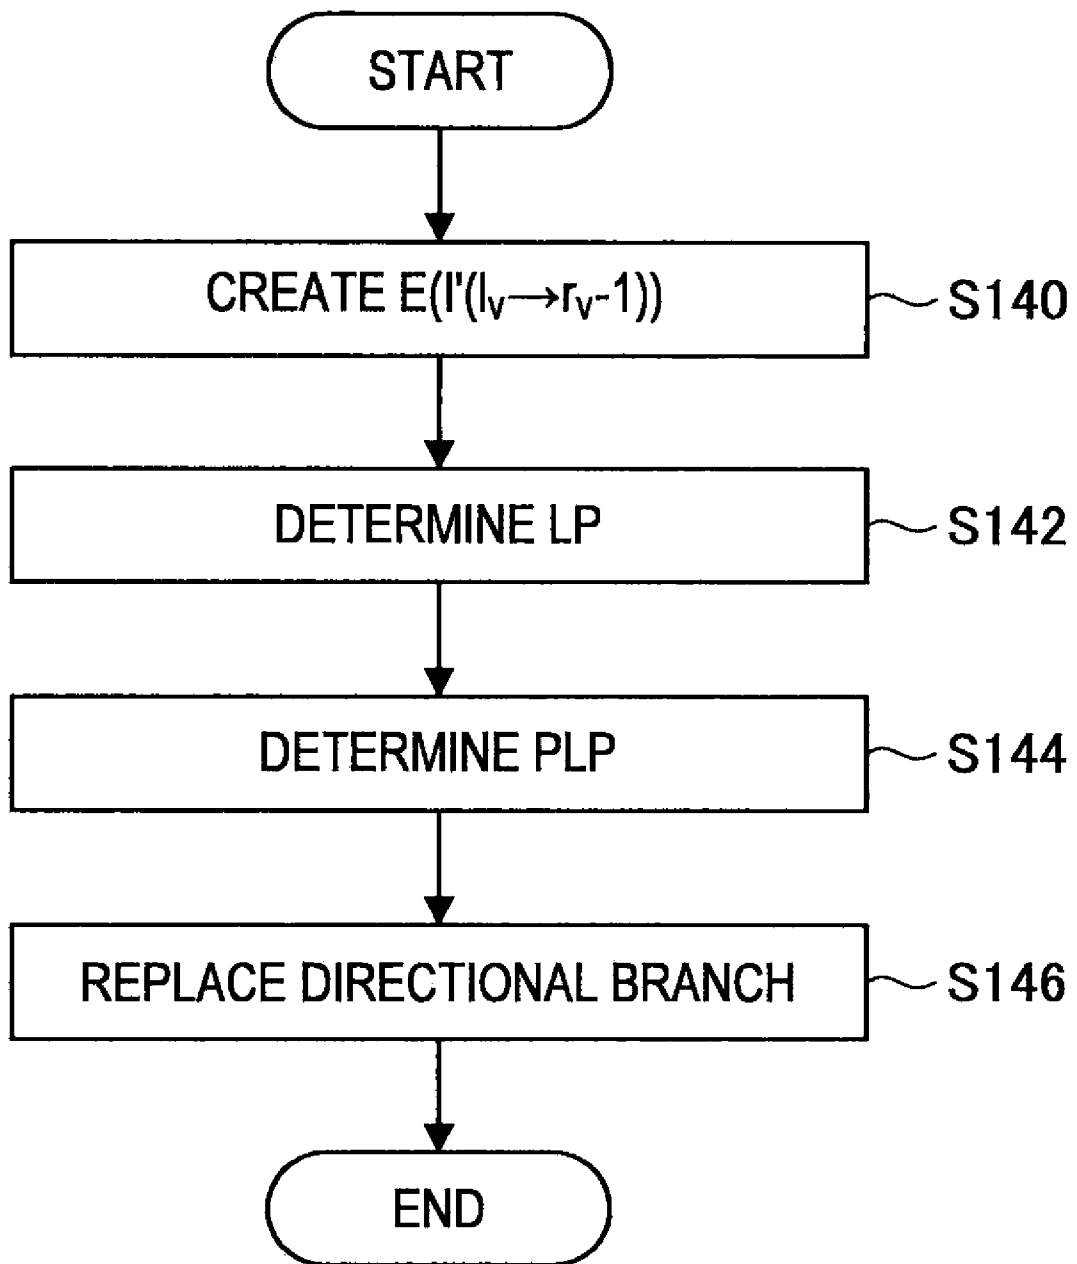 START
CREATE E(I'(lᵥ→rᵥ-1))
S140
DETERMINE LP
S142
DETERMINE PLP
S144
REPLACE DIRECTIONAL BRANCH
S146
END